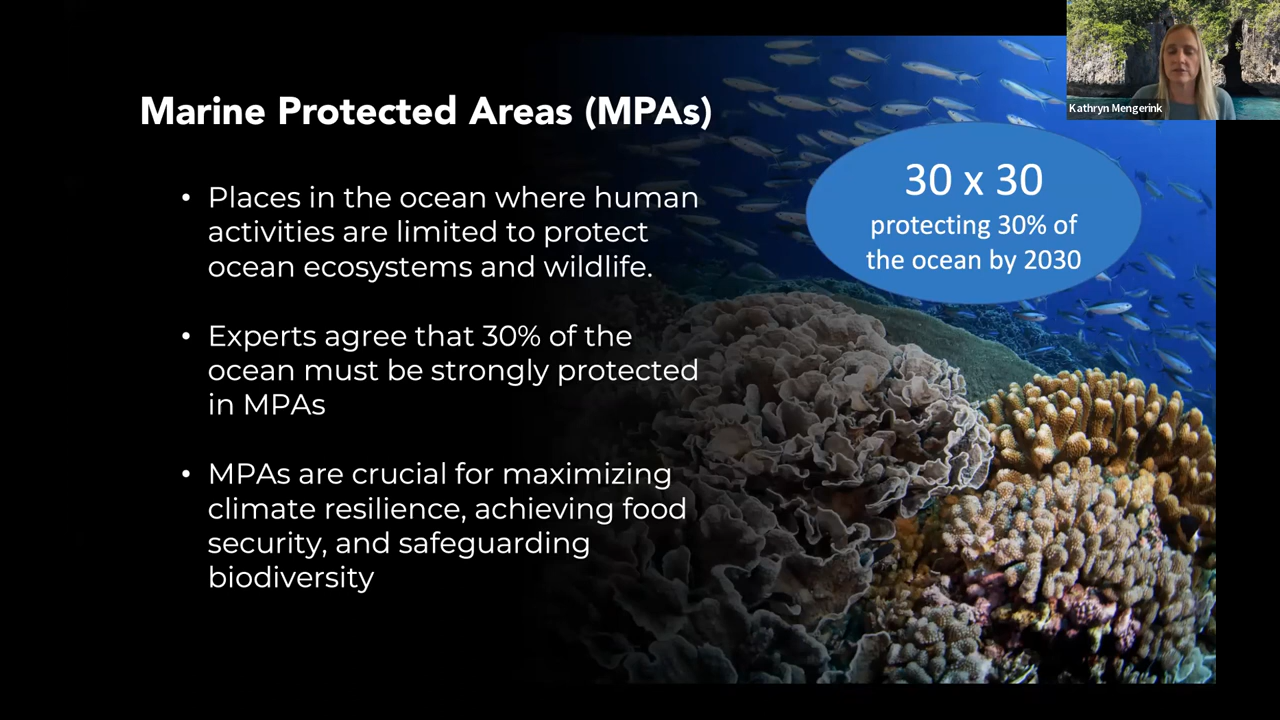 Marine Protected Areas (MPAs)
• Places in the ocean where human
activities are limited to protect
ocean ecosystems and wildlife.
• Experts agree that 30% of the
ocean must be strongly protected
in MPAs
• MPAs are crucial for maximizing
climate resilience, achieving food
security, and safeguarding
biodiversity
30 x 30
protecting 30% of
the ocean by 2030
Kathryn Mengerink